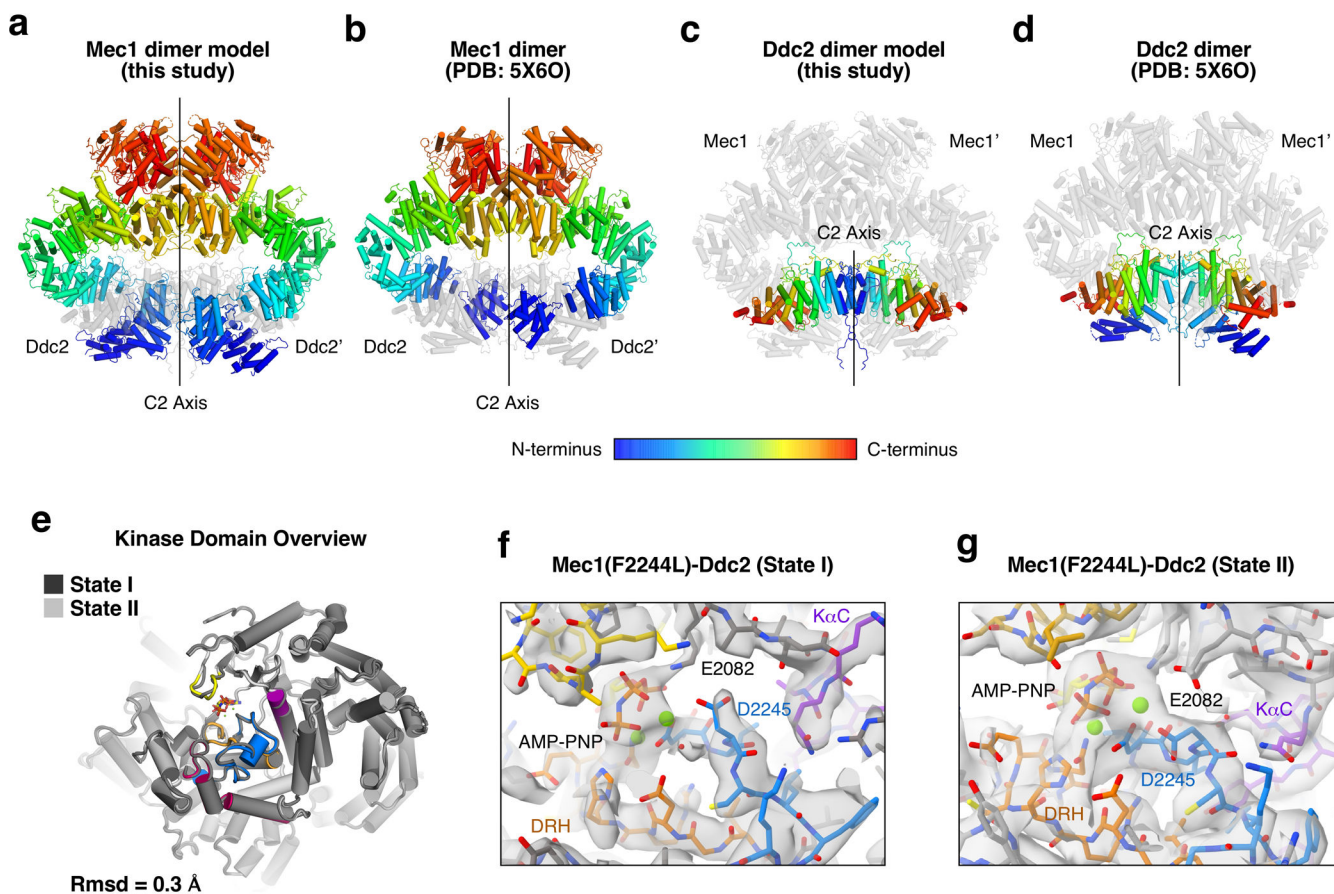 a
Mec1 dimer model
(this study)
Ddc2
Ddc2’
C2 Axis
b
Mec1 dimer
(PDB: 5X6O)
Ddc2
Ddc2’
C2 Axis
c
Ddc2 dimer model
(this study)
Mec1
Mec1’
C2 Axis
d
Ddc2 dimer
(PDB: 5X6O)
Mec1
Mec1’
C2 Axis
N-terminus
C-terminus
e
Kinase Domain Overview
State I
State II
Rmsd = 0.3 Å
f
Mec1(F2244L)-Ddc2 (State I)
KαC
E2082
D2245
AMP-PNP
DRH
g
Mec1(F2244L)-Ddc2 (State II)
AMP-PNP
E2082
KαC
D2245
DRH